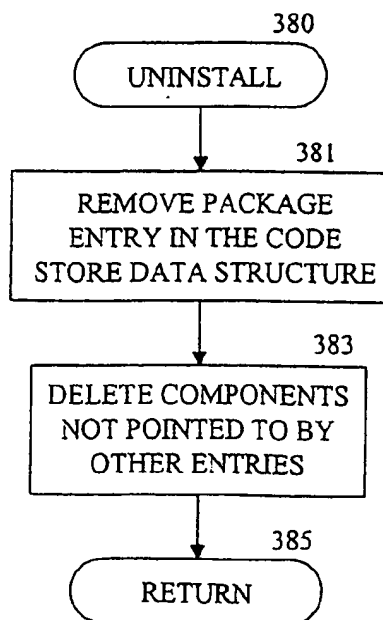 380
UNINSTALL
381
REMOVE PACKAGE
ENTRY IN THE CODE
STORE DATA STRUCTURE
383
DELETE COMPONENTS
NOT POINTED TO BY
OTHER ENTRIES
385
RETURN